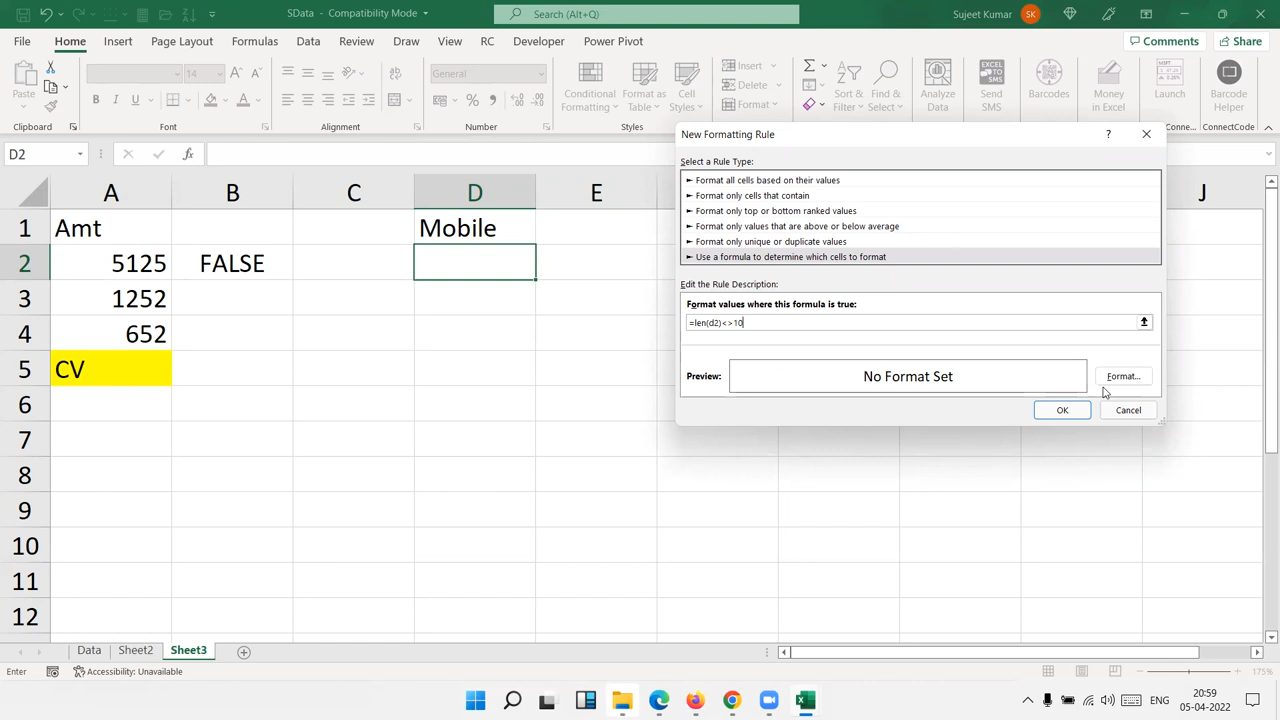 SData - Compatibility Mode
Search (Alt+Q)
Sujeet Kumar
SK
File Home Insert Page Layout Formulas Data Review View RC Developer Power Pivot
Comments
Share
Paste
14
General
B I U
Conditional Formatting
Format as Table
Cell Styles
Insert
Delete
Format
Sort & Filter
Find & Select
Analyze Data
Send SMS
Barcodes
Money in Excel
Launch
Barcode Helper
Clipboard Font Alignment Number Styles
Connec...
ConnectCode
D2
fx
A B C D E J
1 Amt Mobile
2 5125 FALSE
3 1252
4 652
5 CV
6
7
8
9
10
11
12
New Formatting Rule
?
Select a Rule Type:
► Format all cells based on their values
► Format only cells that contain
► Format only top or bottom ranked values
► Format only values that are above or below average
► Format only unique or duplicate values
► Use a formula to determine which cells to format
Edit the Rule Description:
Format values where this formula is true:
=len(d2)<>10
Preview:
No Format Set
Format...
OK
Cancel
Data Sheet2 Sheet3
Enter
Accessibility: Unavailable
175%
ENG
20:59
05-04-2022